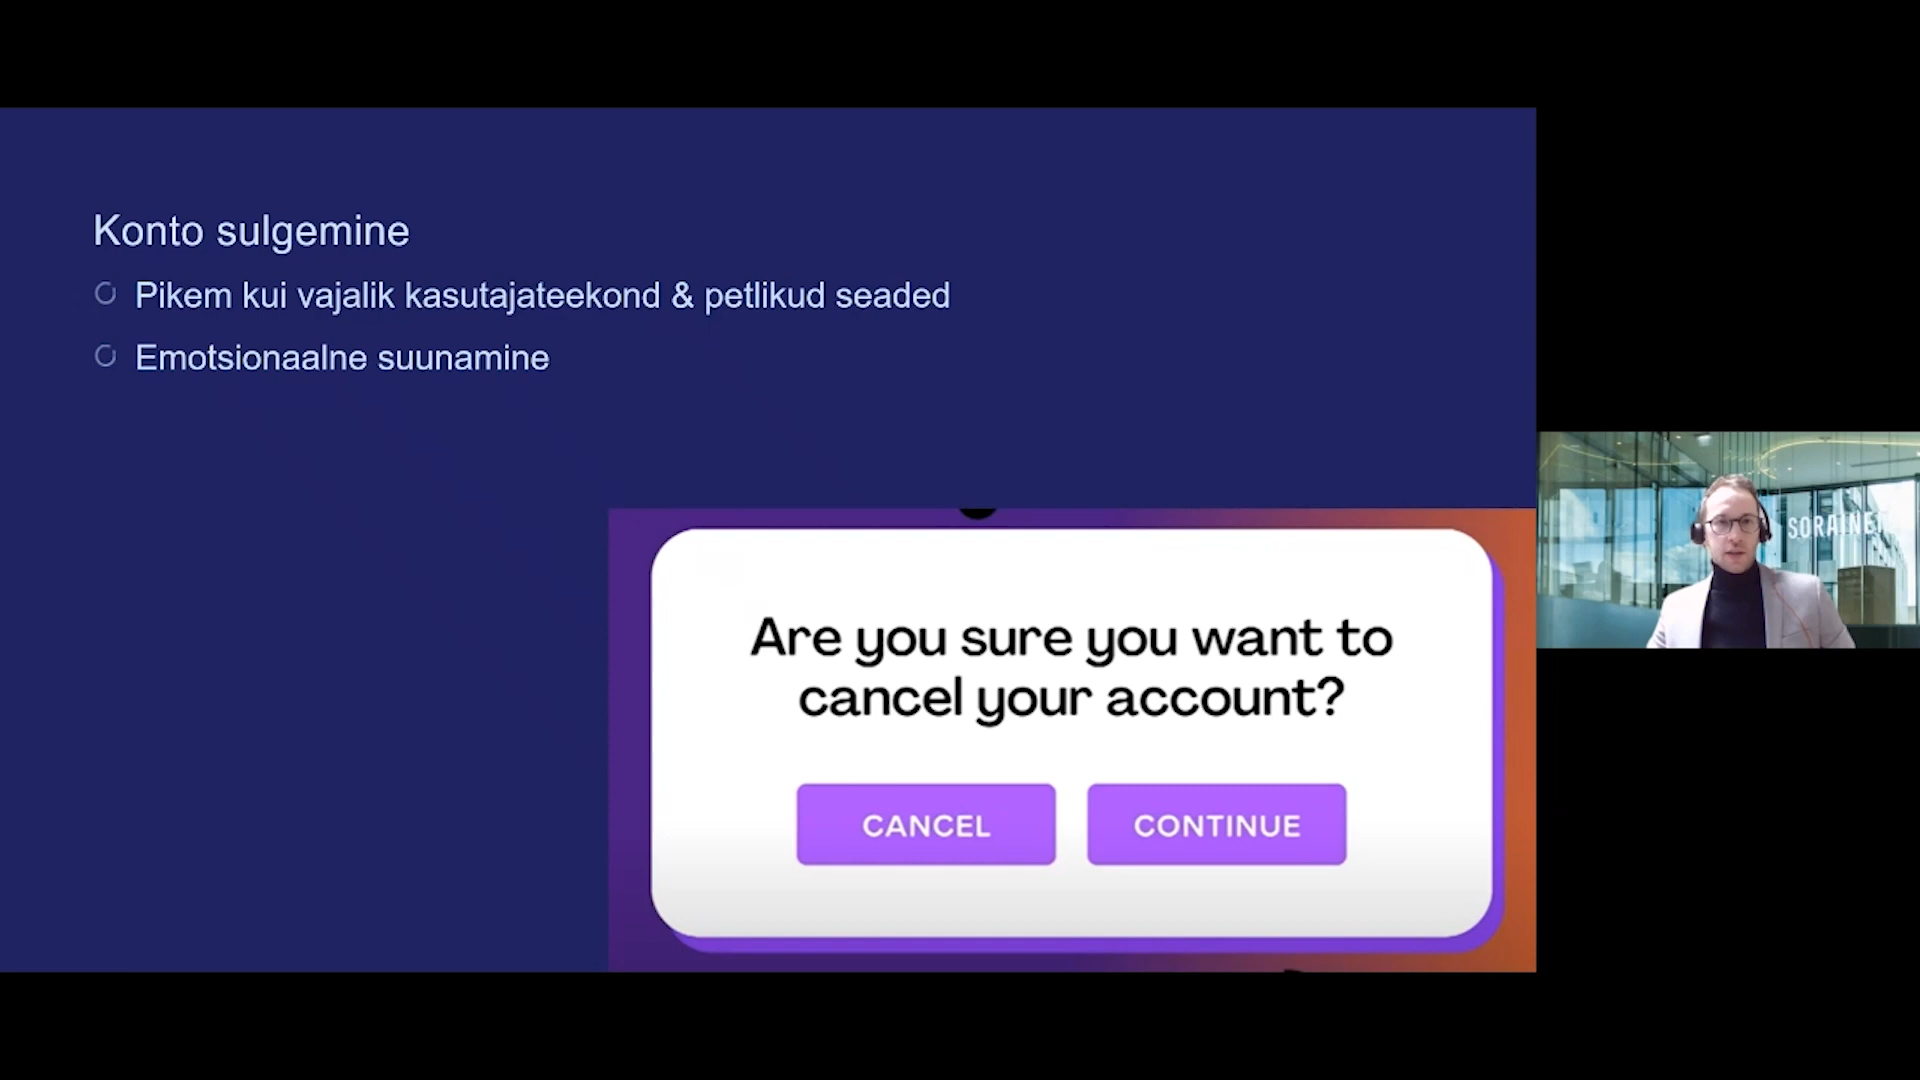 Konto sulgemine
Pikem kui vajalik kasutajateekond & petlikud seaded
Emotsionaalne suunamine
Are you sure you want to
cancel your account?
CANCEL CONTINUE
SORAINEN